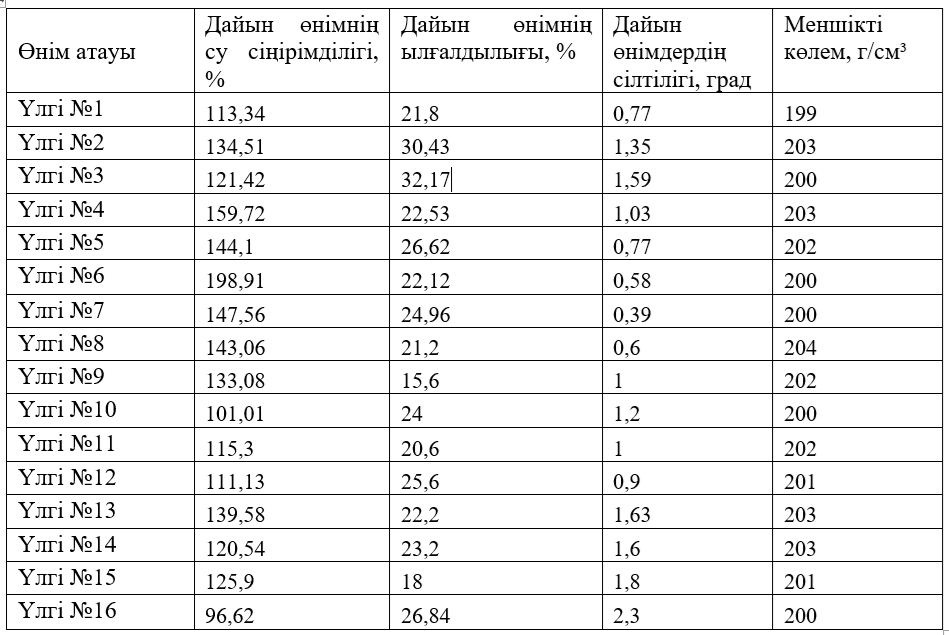 Өнім атауы
Дайын өнімнің
су сіңірімділігі,
%
Дайын өнімнің
ылғалдылығы, %
Дайын
өнімдердің
сілтілігі, град
Меншікті
көлем, г/см³
Үлгі №1 113,34 21,8 0,77 199
Үлгі №2 134,51 30,43 1,35 203
Үлгі №3 121,42 32,17 1,59 200
Үлгі №4 159,72 22,53 1,03 203
Үлгі №5 144,1 26,62 0,77 202
Үлгі №6 198,91 22,12 0,58 200
Үлгі №7 147,56 24,96 0,39 200
Үлгі №8 143,06 21,2 0,6 204
Үлгі №9 133,08 15,6 1 202
Үлгі №10 101,01 24 1,2 200
Үлгі №11 115,3 20,6 1 202
Үлгі №12 111,13 25,6 0,9 201
Үлгі №13 139,58 22,2 1,63 203
Үлгі №14 120,54 23,2 1,6 203
Үлгі №15 125,9 18 1,8 201
Үлгі №16 96,62 26,84 2,3 200